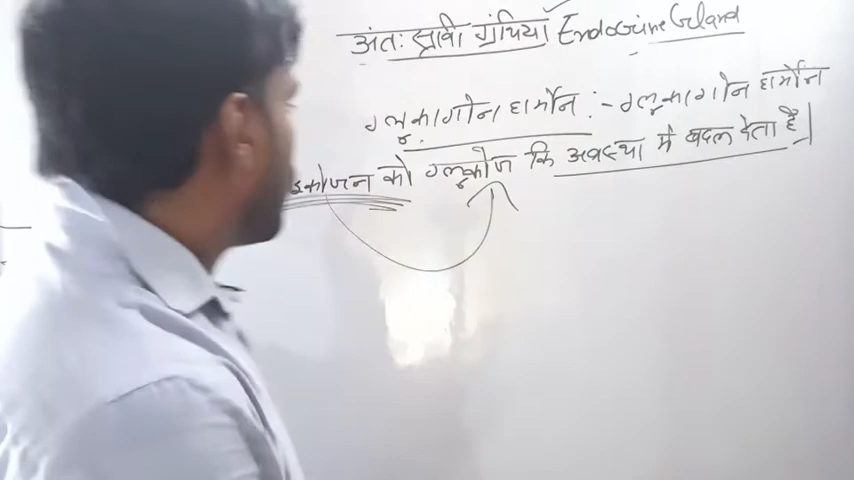 अंतः स्रावी ग्रंथिया Endocrine Gland
ग्लूकागोन हार्मोन :- ग्लूकागोन हार्मोन
इकोजन को ग्लूकोज कि अवस्था मे बदल देता है|